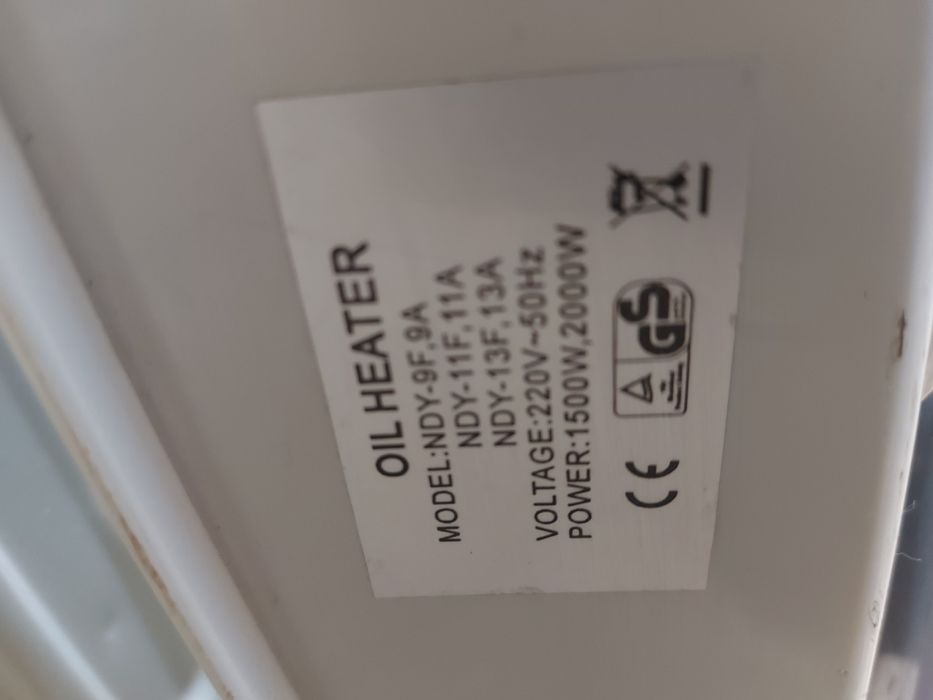 OIL HEATER
MODEL:NDY-9F,9A
NDY-11F,11A
NDY-13F,13A
VOLTAGE:220V~50Hz
POWER:1500W,2000W
CE
GS